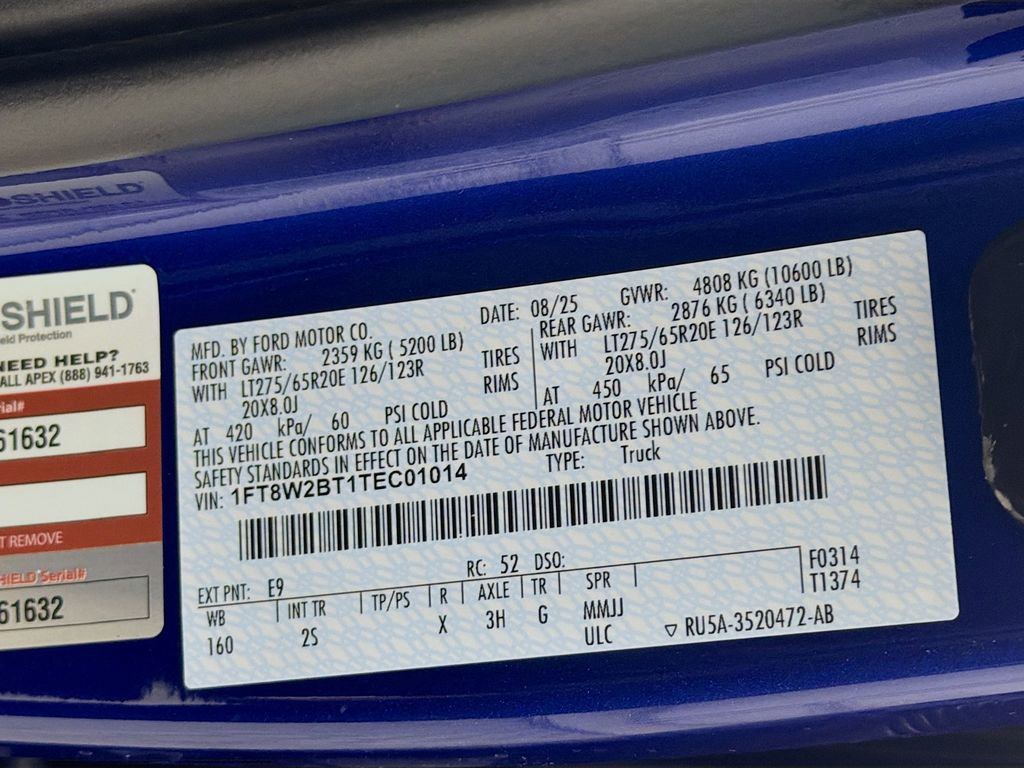 SHIELD
SHIELD
eld Protection
NEED HELP?
CALL APEX (888) 941-1763
ial#
61632
T REMOVE
HIELD Serial#
61632
MFD. BY FORD MOTOR CO. DATE: 08/25 GVWR: 4808 KG (10600 LB)
FRONT GAWR: 2359 KG ( 5200 LB) REAR GAWR: 2876 KG ( 6340 LB)
WITH LT275/65R20E 126/123R TIRES WITH LT275/65R20E 126/123R TIRES
20X8.0J RIMS 20X8.0J RIMS
AT 420 kPa/ 60 PSI COLD AT 450 kPa/ 65 PSI COLD
THIS VEHICLE CONFORMS TO ALL APPLICABLE FEDERAL MOTOR VEHICLE
SAFETY STANDARDS IN EFFECT ON THE DATE OF MANUFACTURE SHOWN ABOVE.
VIN: 1FT8W2BT1TEC01014 TYPE: Truck
EXT PNT: E9 RC: 52 DSO: F0314
WB INT TR TP/PS R AXLE TR SPR T1374
160 2S X 3H G MMJJ
ULC ▽ RU5A-3520472-AB